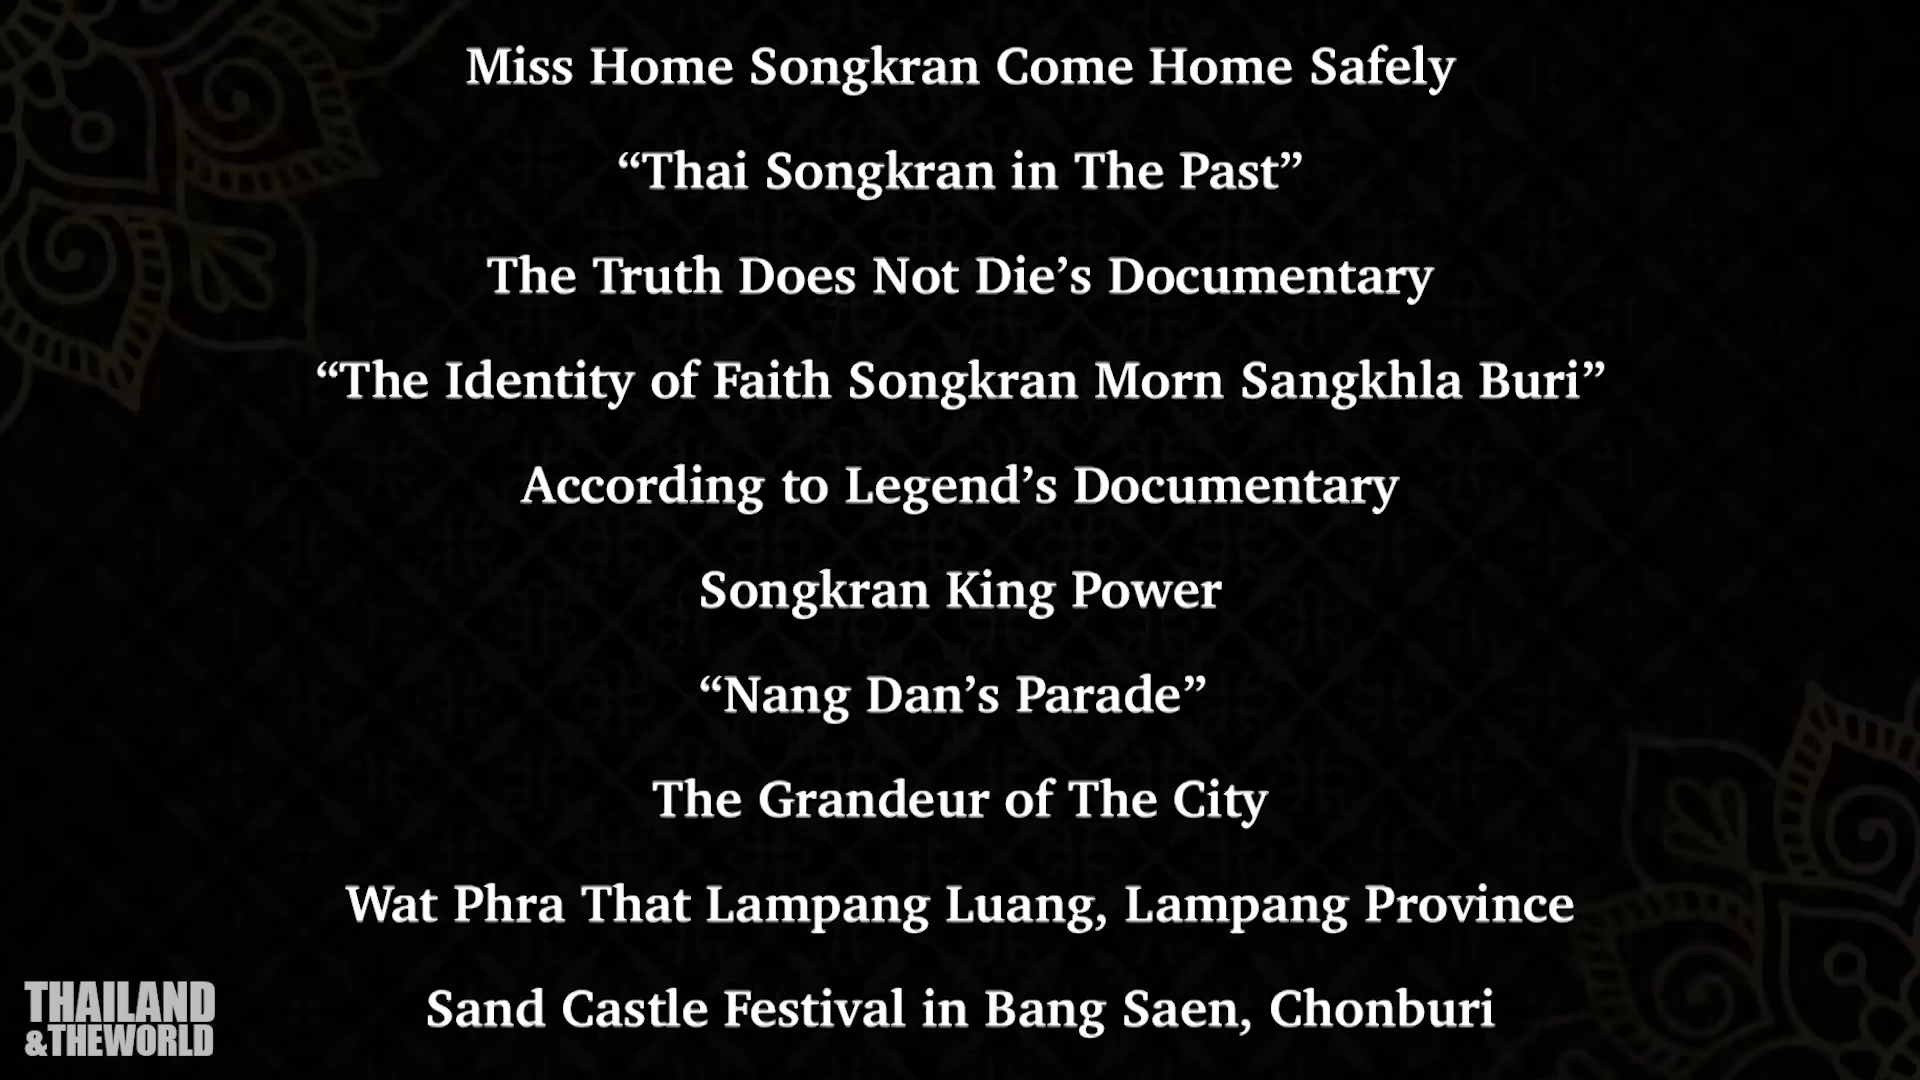 Miss Home Songkran Come Home Safely
“Thai Songkran in The Past”
The Truth Does Not Die’s Documentary
“The Identity of Faith Songkran Morn Sangkhla Buri”
According to Legend’s Documentary
Songkran King Power
“Nang Dan’s Parade”
The Grandeur of The City
Wat Phra That Lampang Luang, Lampang Province
Sand Castle Festival in Bang Saen, Chonburi
THAILAND
&THEWORLD